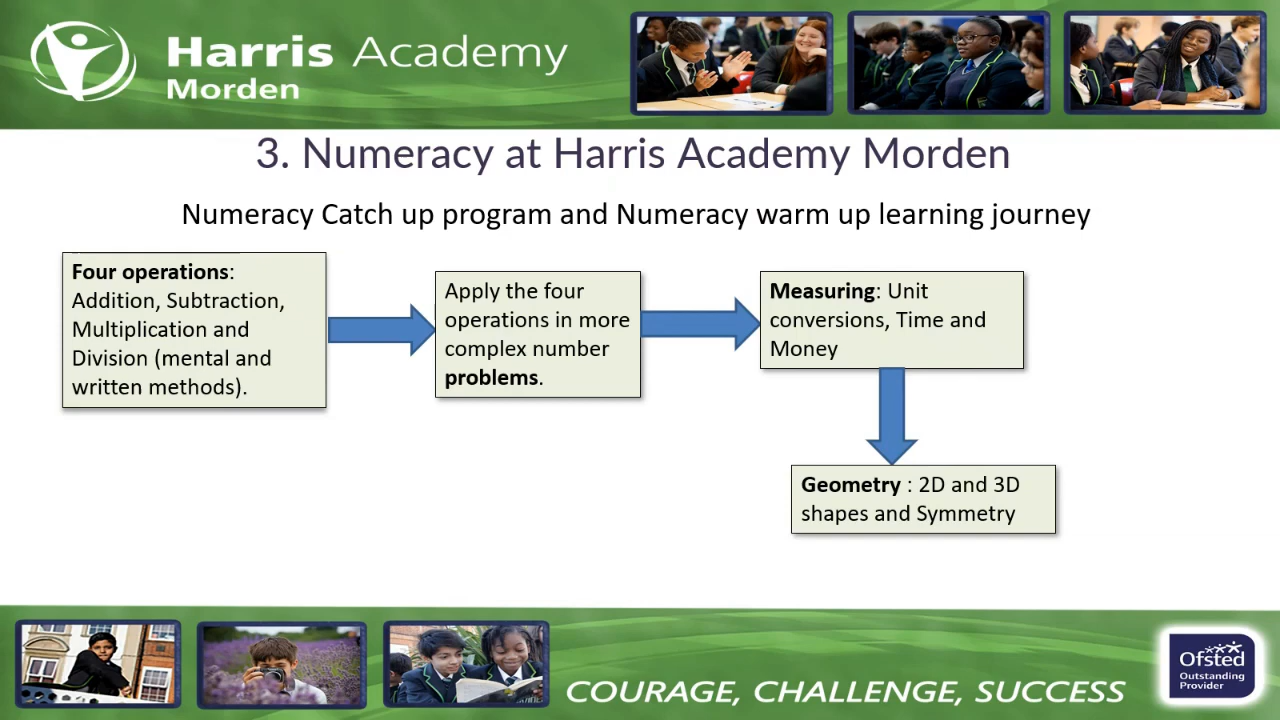 Harris Academy
Morden
3. Numeracy at Harris Academy Morden
Numeracy Catch up program and Numeracy warm up learning journey
Four operations:
Addition, Subtraction,
Multiplication and
Division (mental and
written methods).
Apply the four
operations in more
complex number
problems.
Measuring: Unit
conversions, Time and
Money
Geometry : 2D and 3D
shapes and Symmetry
COURAGE, CHALLENGE, SUCCESS
Ofsted
Outstanding
Provider